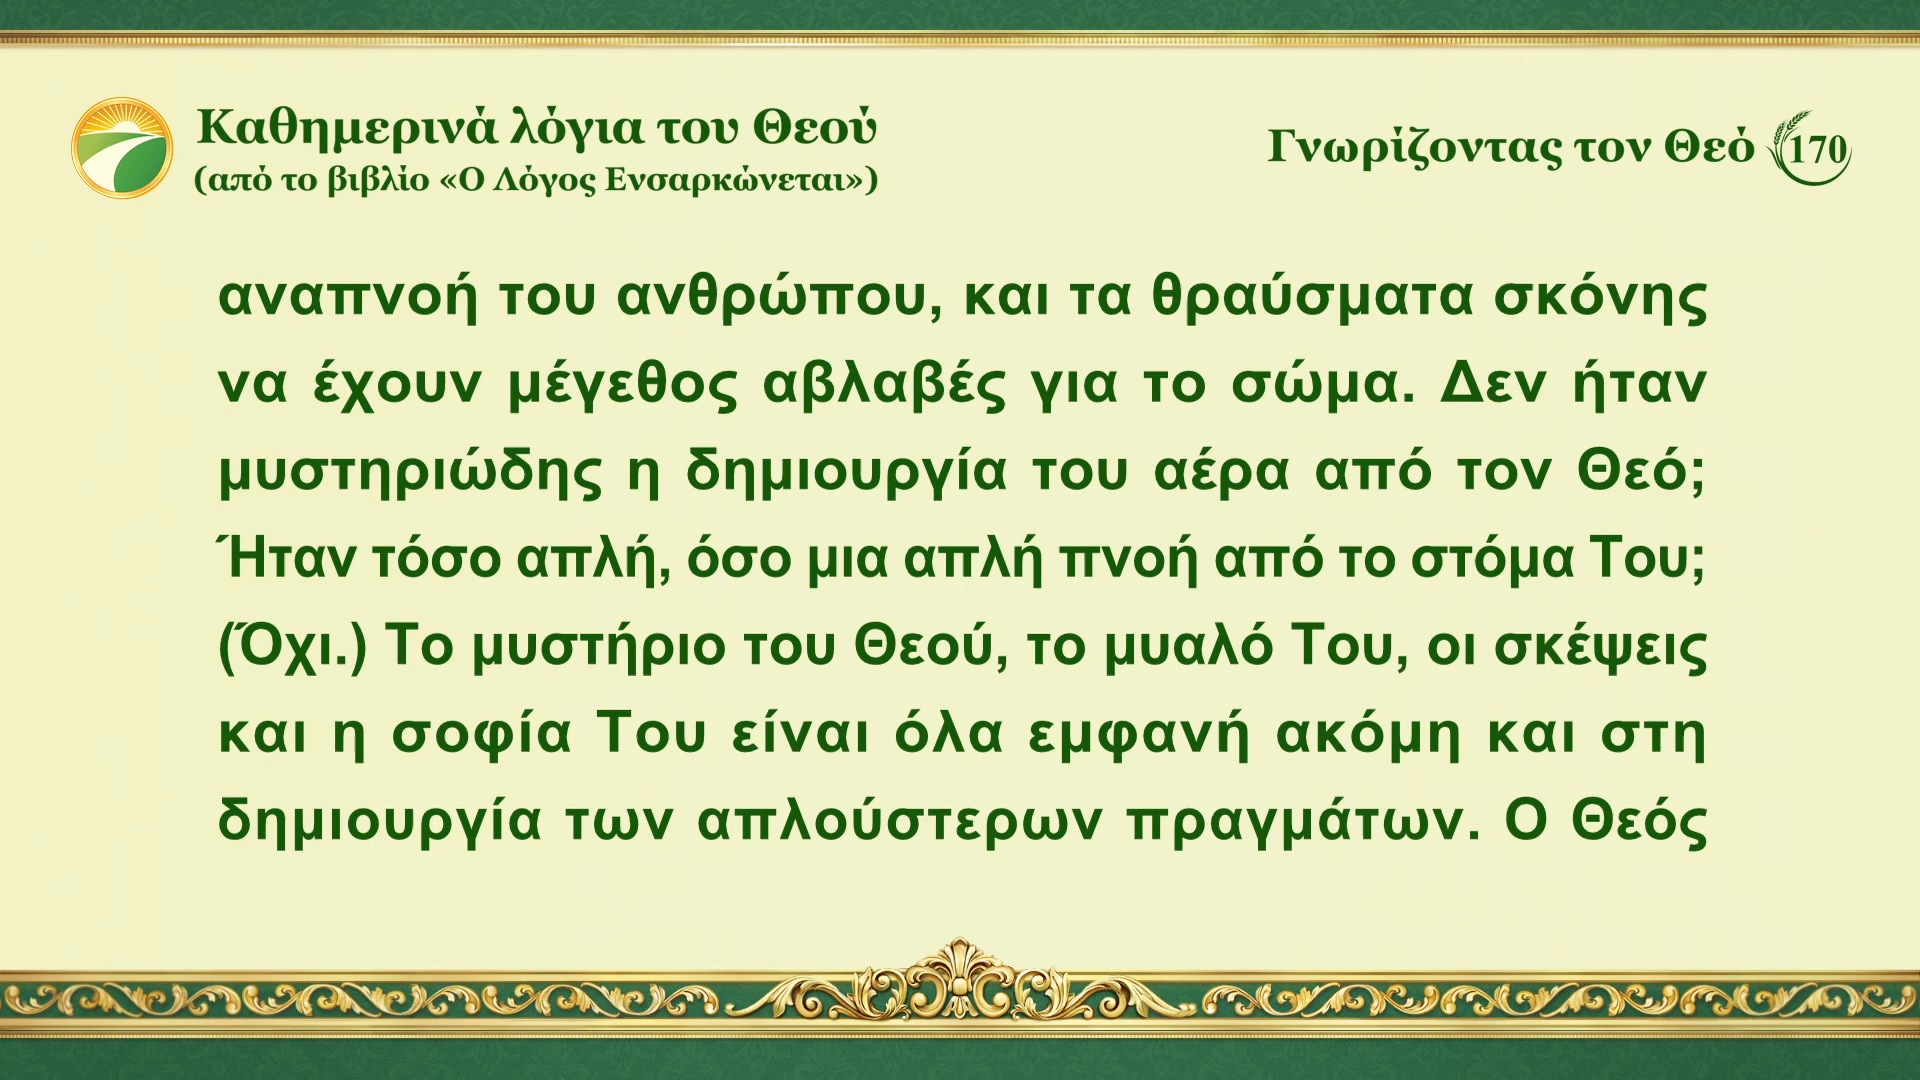 Καθημερινά λόγια του Θεού
(από το βιβλίο «Ο Λόγος Ενσαρκώνεται»)
Γνωρίζοντας τον Θεό 170
αναπνοή του ανθρώπου, και τα θραύσματα σκόνης
να έχουν μέγεθος αβλαβές για το σώμα. Δεν ήταν
μυστηριώδης η δημιουργία του αέρα από τον Θεό;
Ήταν τόσο απλή, όσο μια απλή πνοή από το στόμα Του;
(Όχι.) Το μυστήριο του Θεού, το μυαλό Του, οι σκέψεις
και η σοφία Του είναι όλα εμφανή ακόμη και στη
δημιουργία των απλούστερων πραγμάτων. Ο Θεός